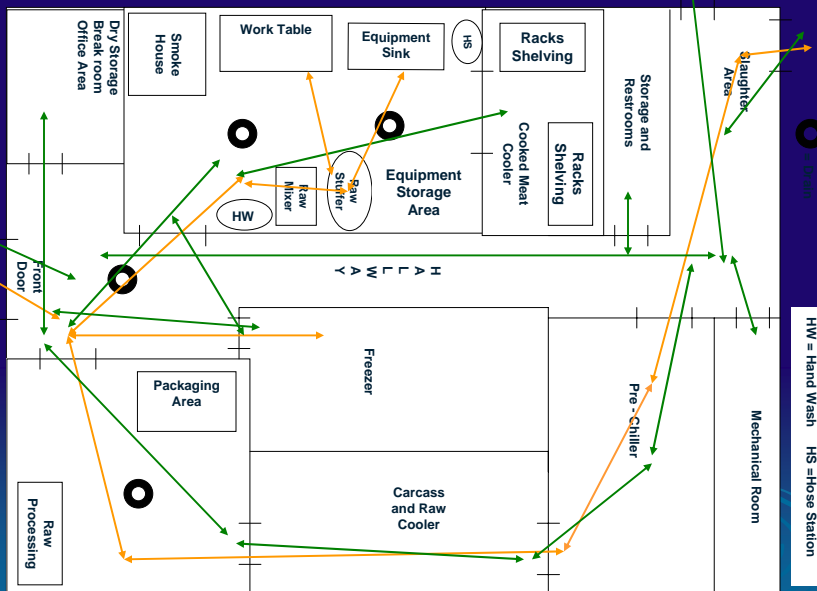 Dry Storage
Break room
Office Area
Smoke
House
Work Table
Equipment
Sink
HS
Racks
Shelving
Storage and
Restrooms
Slaughter
Area
Cooked Meat
Cooler
Racks
Shelving
Equipment
Storage
Area
Raw
Stuffer
Raw
Mixer
HW
Front
Door
HALLWAY
Freezer
Packaging
Area
Pre - Chiller
Mechanical Room
Carcass
and Raw
Cooler
Raw
Processing
HW = Hand Wash HS =Hose Station